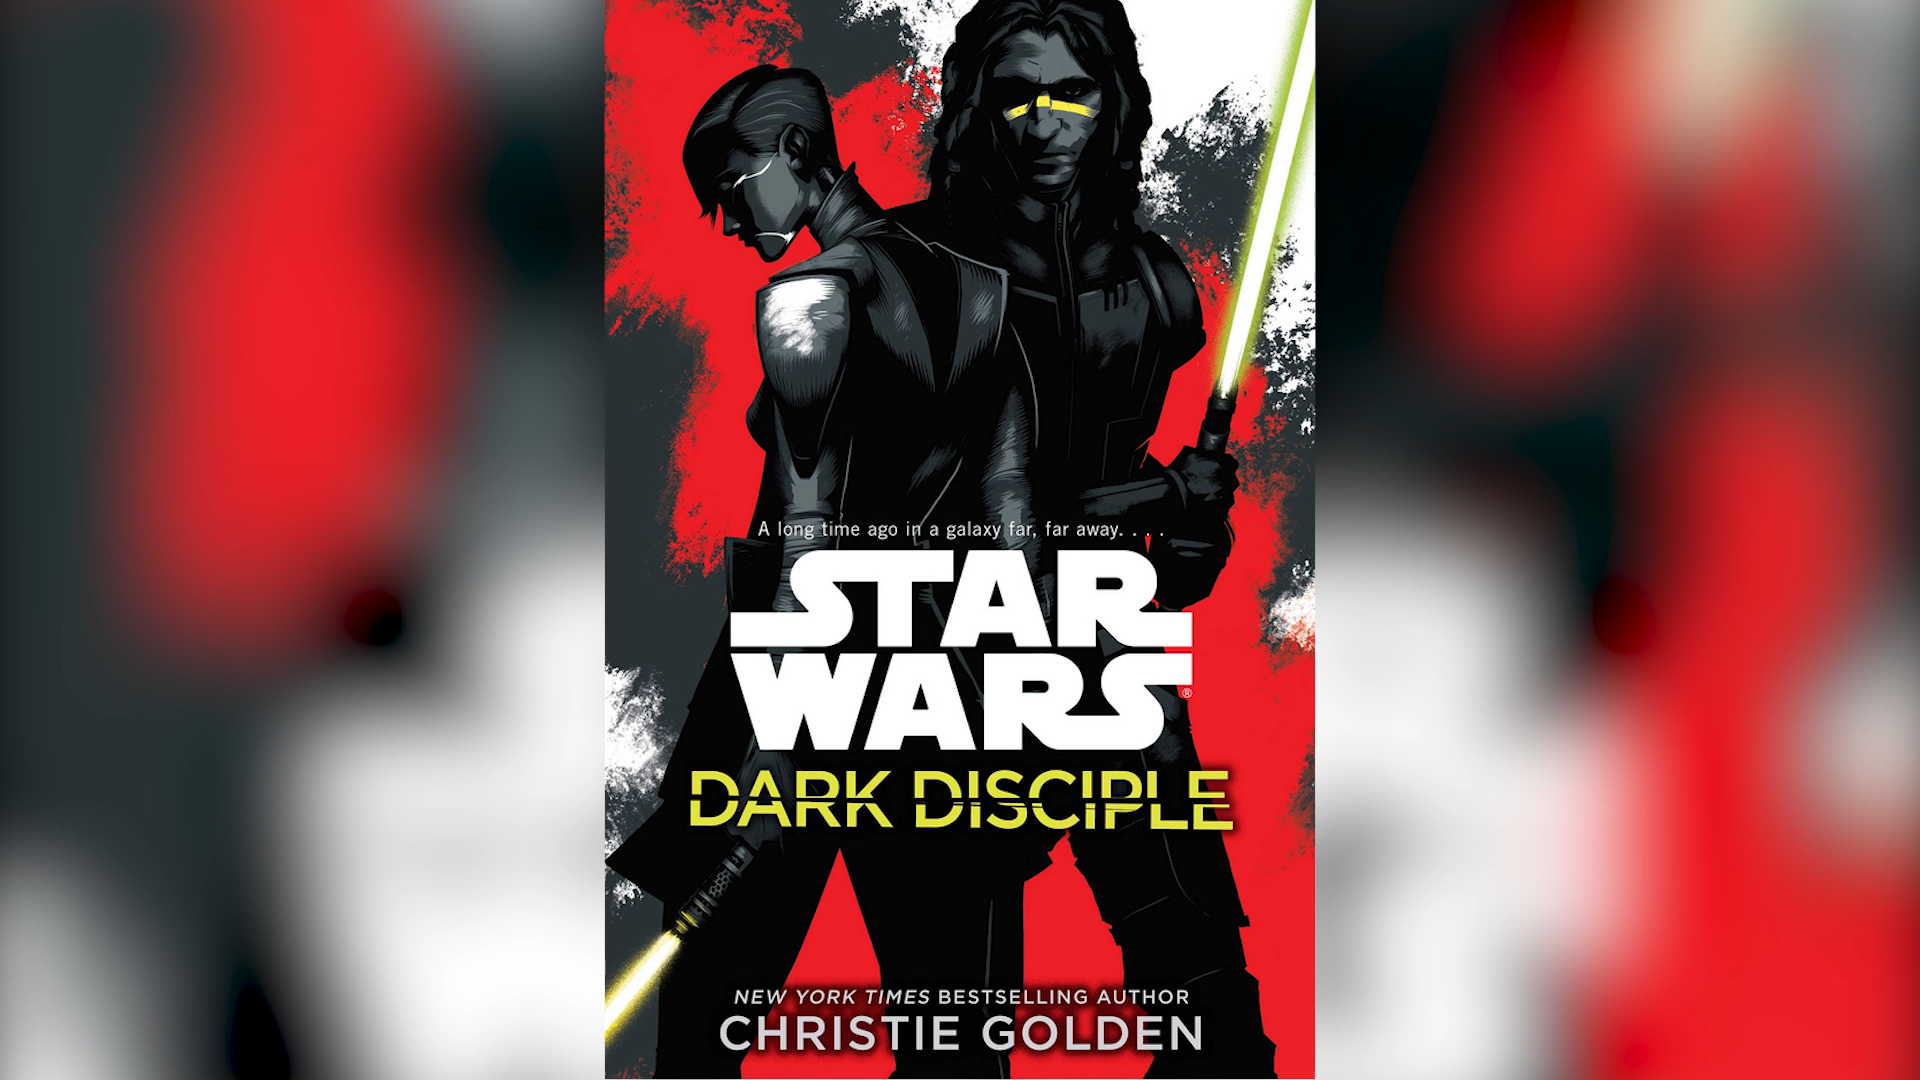 A long time ago in a galaxy far, far away. . . .
STAR
WARS®
DARK DISCIPLE
NEW YORK TIMES BESTSELLING AUTHOR
CHRISTIE GOLDEN